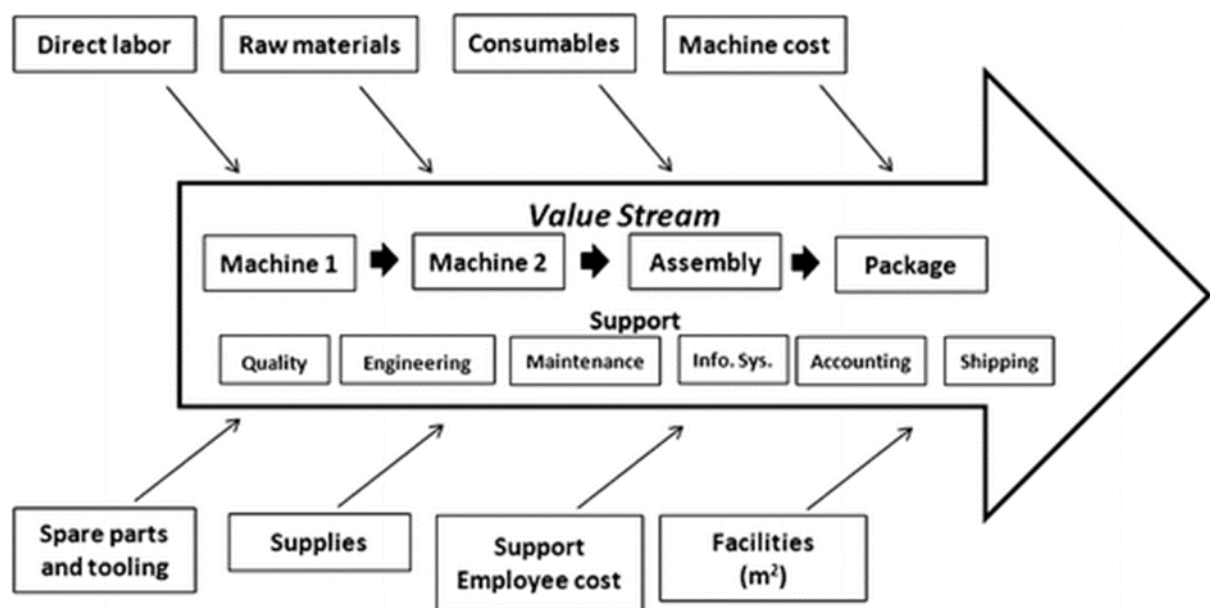 Direct labor
Raw materials
Consumables
Machine cost
Value Stream
Machine 1
Machine 2
Assembly
Package
Support
Quality
Engineering
Maintenance
Info. Sys.
Accounting
Shipping
Spare parts
and tooling
Supplies
Support
Employee cost
Facilities
(m²)